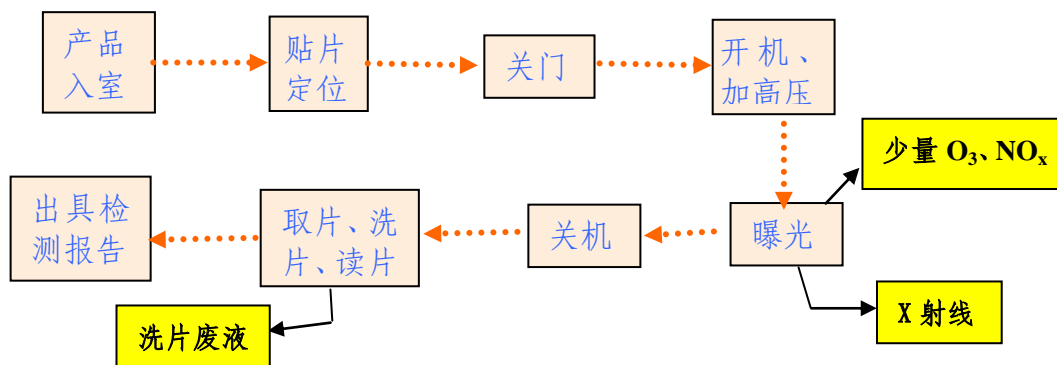 产品
入室
贴片
定位
关门
开机、
加高压
少量 O₃、NOₓ
曝光
X 射线
关机
取片、洗
片、读片
洗片废液
出具检
测报告